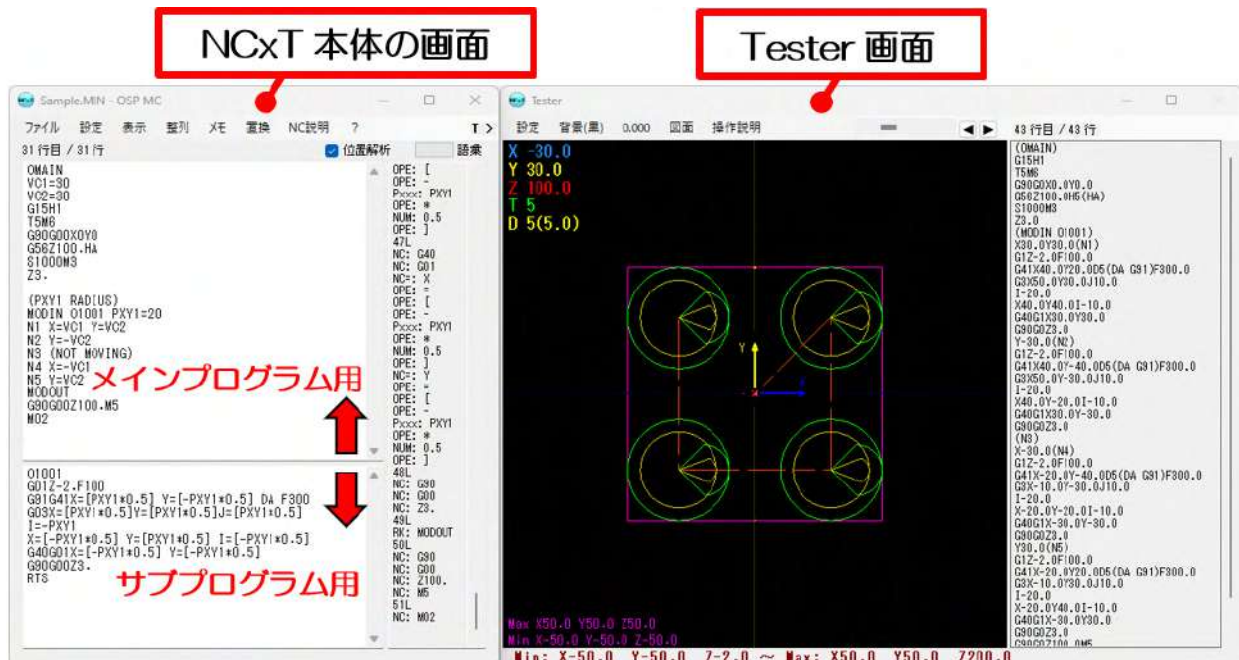 NCxT 本体の画面
Tester 画面
Sample.MIN - OSP MC
ファイル 設定 表示 整列 メモ 置換 NC説明 ? T >
31 行目 / 31 行 位置解析 語彙
OMAIN
VC1=30
VC2=30
G15H1
T5M6
G90G00X0Y0
G56Z100.HA
S1000M3
Z3.
(PXY1 RADIUS)
MODIN O1001 PXY1=20
N1 X=VC1 Y=VC2
N2 Y=-VC2
N3 (NOT MOVING)
N4 X=-VC1
N5 Y=VC2
MODOUT
G90G00Z100.M5
M02
メインプログラム用
O1001
G01Z-2.F100
G91G41X=[PXY1*0.5] Y=[-PXY1*0.5] DA F300
G03X=[PXY1*0.5]Y=[PXY1*0.5]J=[PXY1*0.5]
I=-PXY1
X=[-PXY1*0.5] Y=[PXY1*0.5] I=[-PXY1*0.5]
G40G01X=[-PXY1*0.5] Y=[-PXY1*0.5]
G90G00Z3.
RTS
サブプログラム用
OPE: [
OPE: -
Pxxx: PXY1
OPE: *
NUM: 0.5
OPE: ]
47L
NC: G40
NC: G01
NC=: X
OPE: =
OPE: [
OPE: -
Pxxx: PXY1
OPE: *
NUM: 0.5
OPE: ]
NC=: Y
OPE: =
OPE: [
OPE: -
Pxxx: PXY1
OPE: *
NUM: 0.5
OPE: ]
48L
NC: G90
NC: G00
NC: Z3.
49L
RK: MODOUT
50L
NC: G90
NC: G00
NC: Z100.
NC: M5
51L
NC: M02
Tester
設定 背景(黒) 0.000 図面 操作説明
43 行目 / 43 行
X -30.0
Y 30.0
Z 100.0
T 5
D 5(5.0)
Y
Max X50.0 Y50.0 Z50.0
Min X-50.0 Y-50.0 Z-50.0
Min: X-50.0 Y-50.0 Z-2.0 ～ Max: X50.0 Y50.0 Z200.0
(OMAIN)
G15H1
T5M6
G90G0X0.0Y0.0
G56Z100.0H5(HA)
S1000M3
Z3.0
(MODIN O1001)
X30.0Y30.0(N1)
G1Z-2.0F100.0
G41X40.0Y20.0D5(DA G91)F300.0
G3X50.0Y30.0J10.0
I-20.0
X40.0Y40.0I-10.0
G40G1X30.0Y30.0
G90G0Z3.0
Y-30.0(N2)
G1Z-2.0F100.0
G41X40.0Y-40.0D5(DA G91)F300.0
G3X50.0Y-30.0J10.0
I-20.0
X40.0Y-20.0I-10.0
G40G1X30.0Y-30.0
G90G0Z3.0
(N3)
X-30.0(N4)
G1Z-2.0F100.0
G41X-20.0Y-40.0D5(DA G91)F300.0
G3X-10.0Y-30.0J10.0
I-20.0
X-20.0Y-20.0I-10.0
G40G1X-30.0Y-30.0
G90G0Z3.0
Y30.0(N5)
G1Z-2.0F100.0
G41X-20.0Y20.0D5(DA G91)F300.0
G3X-10.0Y30.0J10.0
I-20.0
X-20.0Y40.0I-10.0
G40G1X-30.0Y30.0
G90G0Z3.0
G90G0Z100.0M5